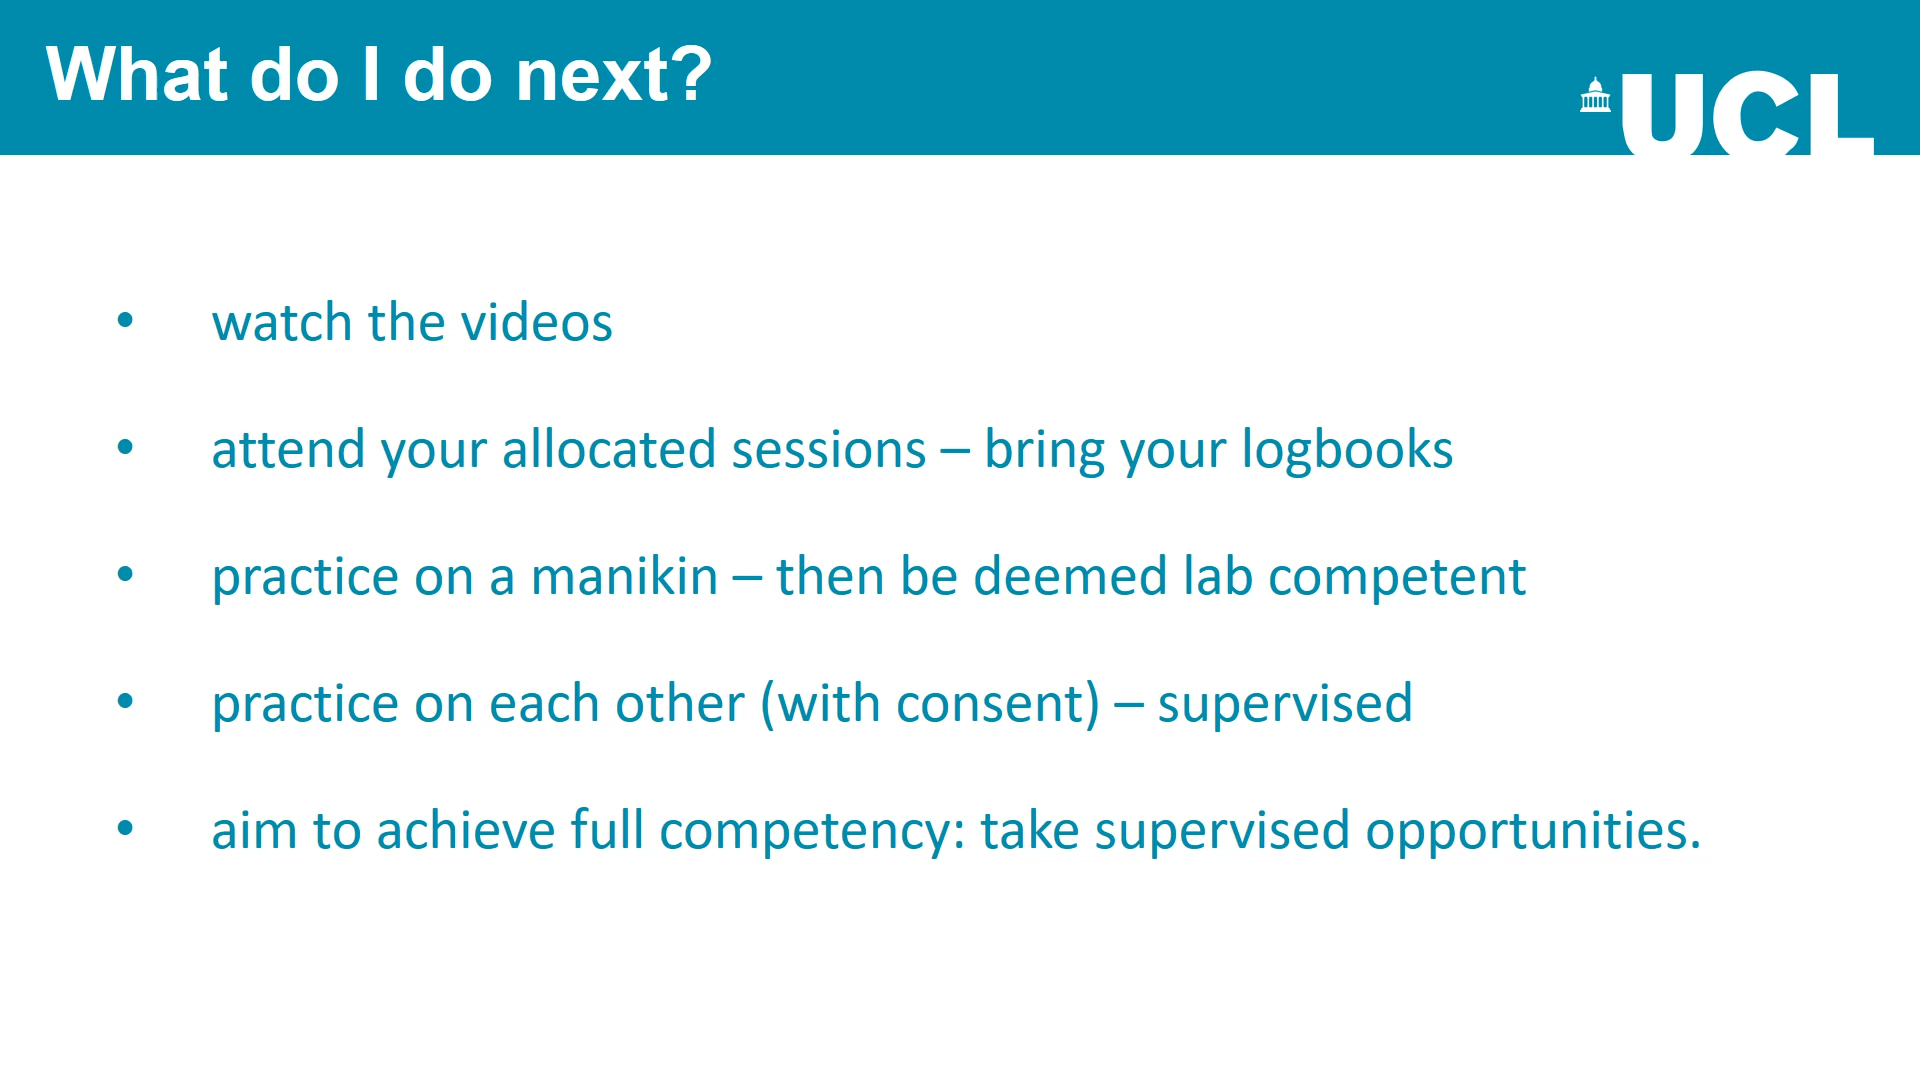 What do I do next?
UCL
• watch the videos
• attend your allocated sessions – bring your logbooks
• practice on a manikin – then be deemed lab competent
• practice on each other (with consent) – supervised
• aim to achieve full competency: take supervised opportunities.